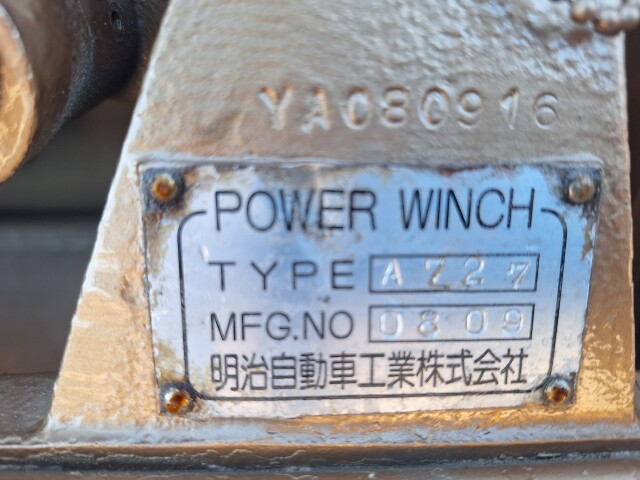 YA080916
POWER WINCH
TYPE AZ27
MFG.NO 0809
明治自動車工業株式会社